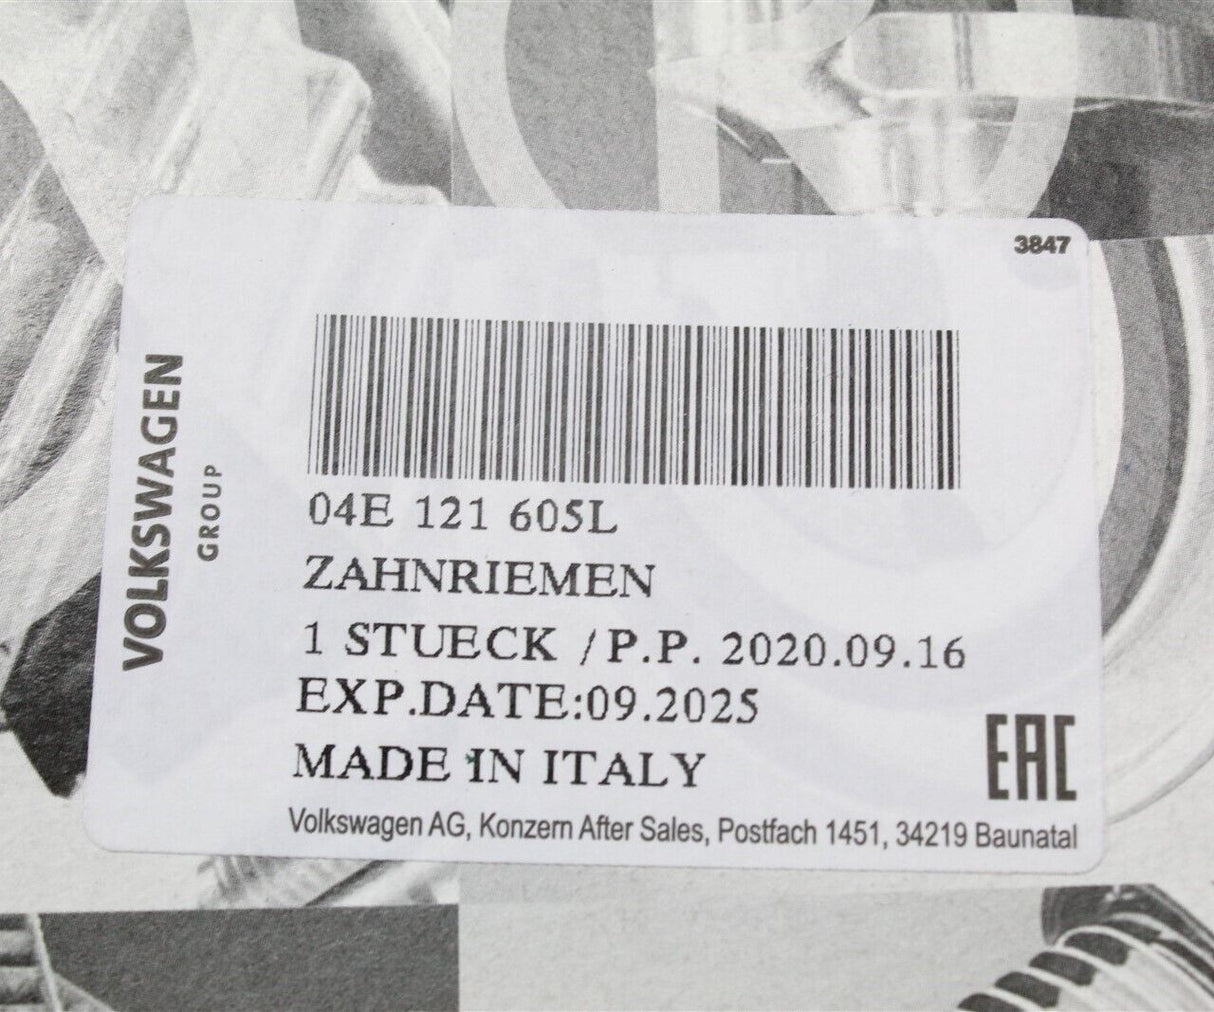 3847
VOLKSWAGEN
GROUP
04E 121 605L
ZAHNRIEMEN
1 STUECK /P.P. 2020.09.16
EXP.DATE:09.2025
MADE IN ITALY
EAC
Volkswagen AG, Konzern After Sales, Postfach 1451, 34219 Baunatal